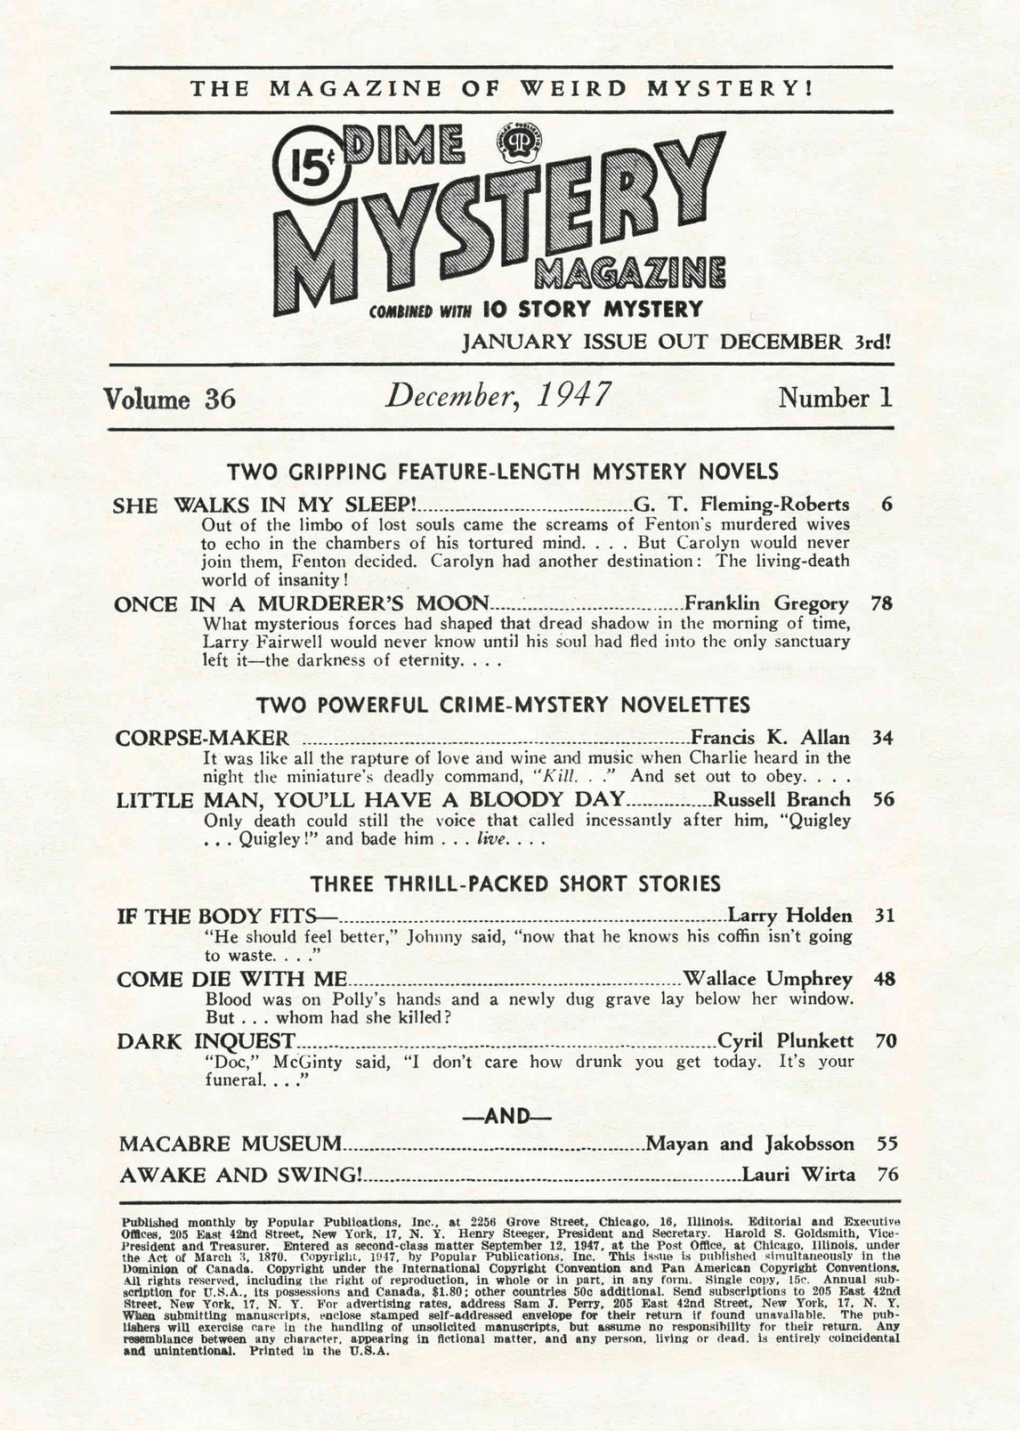 THE MAGAZINE OF WEIRD MYSTERY!
15¢ DIME
MYSTERY
MAGAZINE
COMBINED WITH 10 STORY MYSTERY
JANUARY ISSUE OUT DECEMBER 3rd!
Volume 36 December, 1947 Number 1
TWO GRIPPING FEATURE-LENGTH MYSTERY NOVELS
SHE WALKS IN MY SLEEP!......G. T. Fleming-Roberts 6
Out of the limbo of lost souls came the screams of Fenton's murdered wives
to echo in the chambers of his tortured mind. . . . But Carolyn would never
join them, Fenton decided. Carolyn had another destination: The living-death
world of insanity!
ONCE IN A MURDERER'S MOON......Franklin Gregory 78
What mysterious forces had shaped that dread shadow in the morning of time,
Larry Fairwell would never know until his soul had fled into the only sanctuary
left it—the darkness of eternity. . . .
TWO POWERFUL CRIME-MYSTERY NOVELETTES
CORPSE-MAKER ......Francis K. Allan 34
It was like all the rapture of love and wine and music when Charlie heard in the
night the miniature's deadly command, "Kill. . ." And set out to obey. . . .
LITTLE MAN, YOU'LL HAVE A BLOODY DAY......Russell Branch 56
Only death could still the voice that called incessantly after him, "Quigley
. . . Quigley!" and bade him . . . live. . . .
THREE THRILL-PACKED SHORT STORIES
IF THE BODY FITS—......Larry Holden 31
"He should feel better," Johnny said, "now that he knows his coffin isn't going
to waste. . . ."
COME DIE WITH ME......Wallace Umphrey 48
Blood was on Polly's hands and a newly dug grave lay below her window.
But . . . whom had she killed?
DARK INQUEST......Cyril Plunkett 70
"Doc," McGinty said, "I don't care how drunk you get today. It's your
funeral. . . ."
—AND—
MACABRE MUSEUM......Mayan and Jakobsson 55
AWAKE AND SWING!......Lauri Wirta 76
Published monthly by Popular Publications, Inc., at 2256 Grove Street, Chicago, 16, Illinois. Editorial and Executive
Offices, 205 East 42nd Street, New York, 17, N. Y. Henry Steeger, President and Secretary. Harold S. Goldsmith, Vice-
President and Treasurer. Entered as second-class matter September 12, 1947, at the Post Office, at Chicago, Illinois, under
the Act of March 3, 1870. Copyright, 1947, by Popular Publications, Inc. This issue is published simultaneously in the
Dominion of Canada. Copyright under the International Copyright Convention and Pan American Copyright Conventions.
All rights reserved, including the right of reproduction, in whole or in part, in any form. Single copy, 15c. Annual sub-
scription for U.S.A., its possessions and Canada, $1.80; other countries 50c additional. Send subscriptions to 205 East 42nd
Street, New York, 17, N. Y. For advertising rates, address Sam J. Perry, 205 East 42nd Street, New York, 17, N. Y.
When submitting manuscripts, enclose stamped self-addressed envelope for their return if found unavailable. The pub-
lishers will exercise care in the handling of unsolicited manuscripts, but assume no responsibility for their return. Any
resemblance between any character, appearing in fictional matter, and any person, living or dead, is entirely coincidental
and unintentional. Printed in the U.S.A.